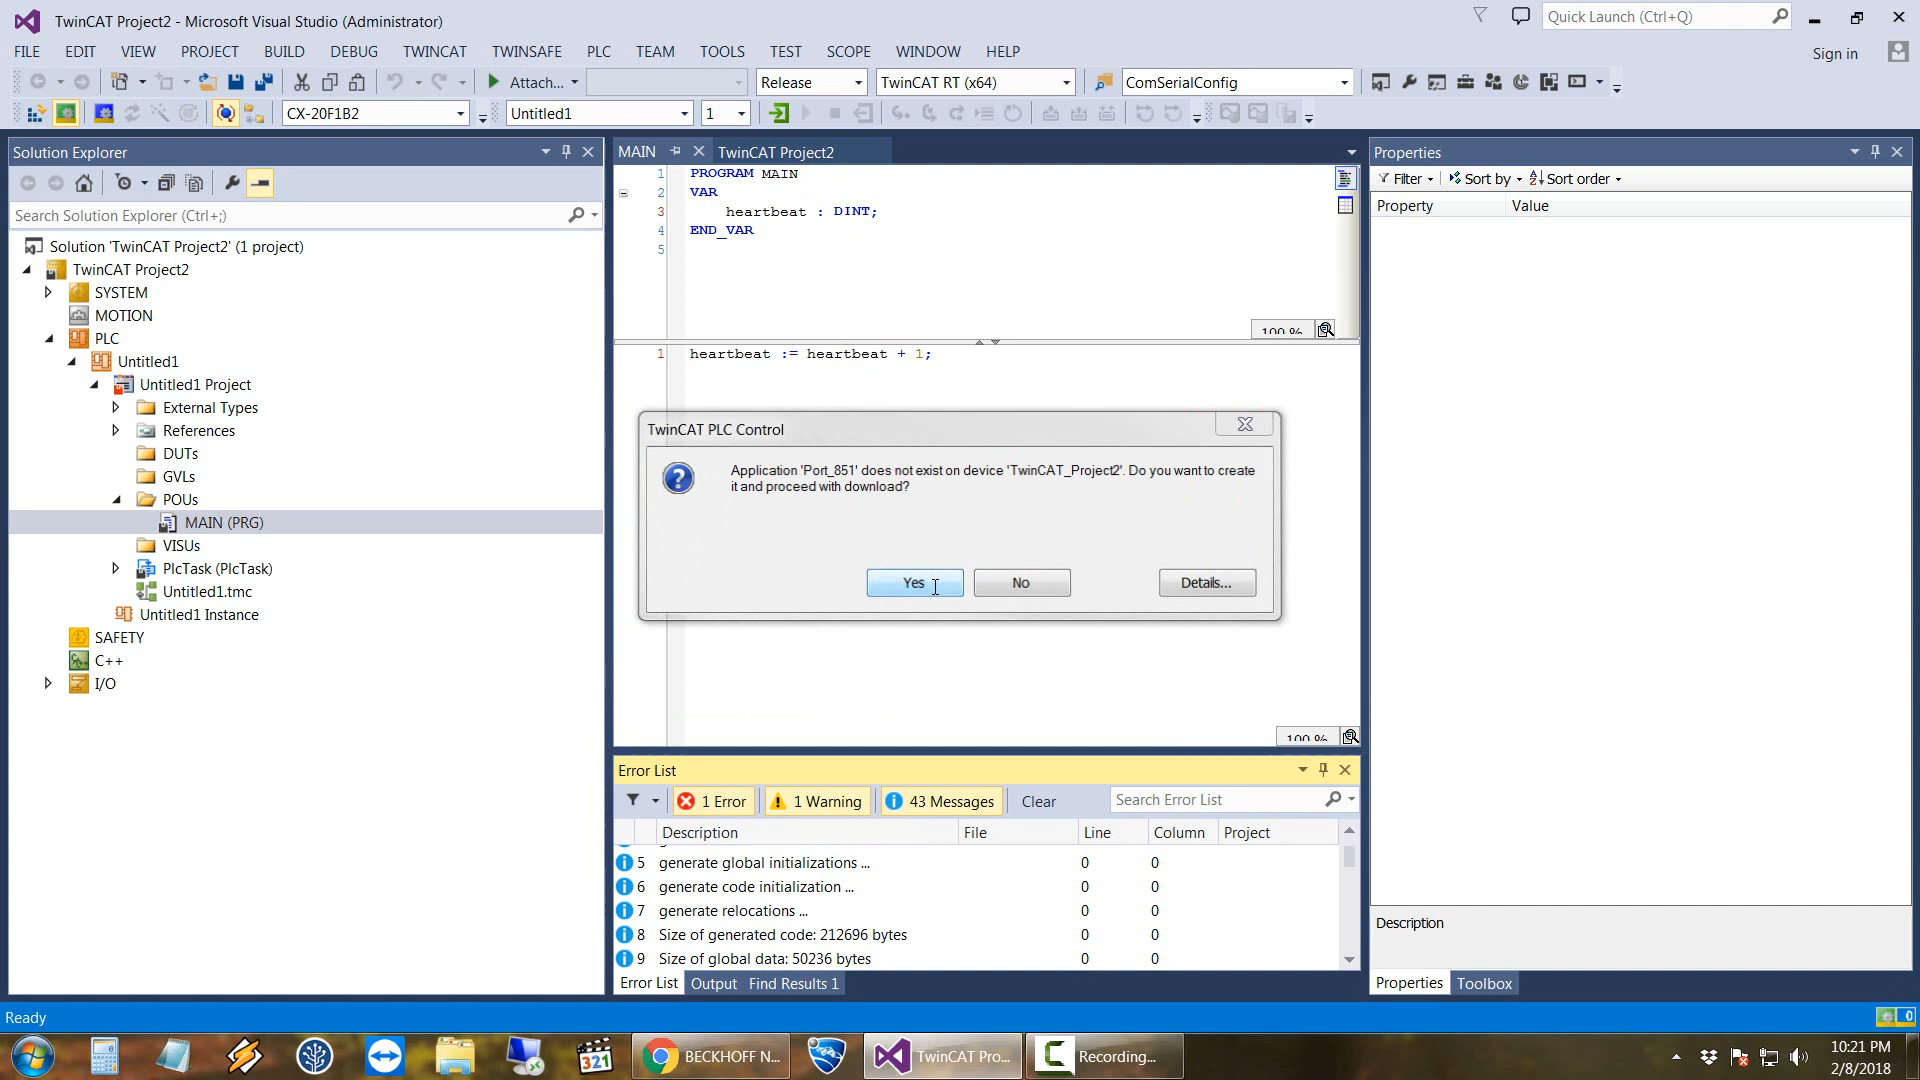 TwinCAT Project2 - Microsoft Visual Studio (Administrator)
Quick Launch (Ctrl+Q)
FILE EDIT VIEW PROJECT BUILD DEBUG TWINCAT TWINSAFE PLC TEAM TOOLS TEST SCOPE WINDOW HELP
Sign in
Attach... Release TwinCAT RT (x64) ComSerialConfig
CX-20F1B2 Untitled1 1
Solution Explorer
Search Solution Explorer (Ctrl+;)
Solution 'TwinCAT Project2' (1 project)
TwinCAT Project2
SYSTEM
MOTION
PLC
Untitled1
Untitled1 Project
External Types
References
DUTs
GVLs
POUs
MAIN (PRG)
VISUs
PlcTask (PlcTask)
Untitled1.tmc
Untitled1 Instance
SAFETY
C++
I/O
MAIN TwinCAT Project2
1 PROGRAM MAIN
2 VAR
3 heartbeat : DINT;
4 END_VAR
5
100 %
1 heartbeat := heartbeat + 1;
TwinCAT PLC Control
Application 'Port_851' does not exist on device 'TwinCAT_Project2'. Do you want to create
it and proceed with download?
Yes No Details...
100 %
Error List
1 Error 1 Warning 43 Messages Clear Search Error List
Description File Line Column Project
5 generate global initializations ... 0 0
6 generate code initialization ... 0 0
7 generate relocations ... 0 0
8 Size of generated code: 212696 bytes 0 0
9 Size of global data: 50236 bytes 0 0
Error List Output Find Results 1
Properties
Filter Sort by Sort order
Property Value
Description
Properties Toolbox
Ready
0
321
BECKHOFF N...
TwinCAT Pro...
Recording...
10:21 PM
2/8/2018